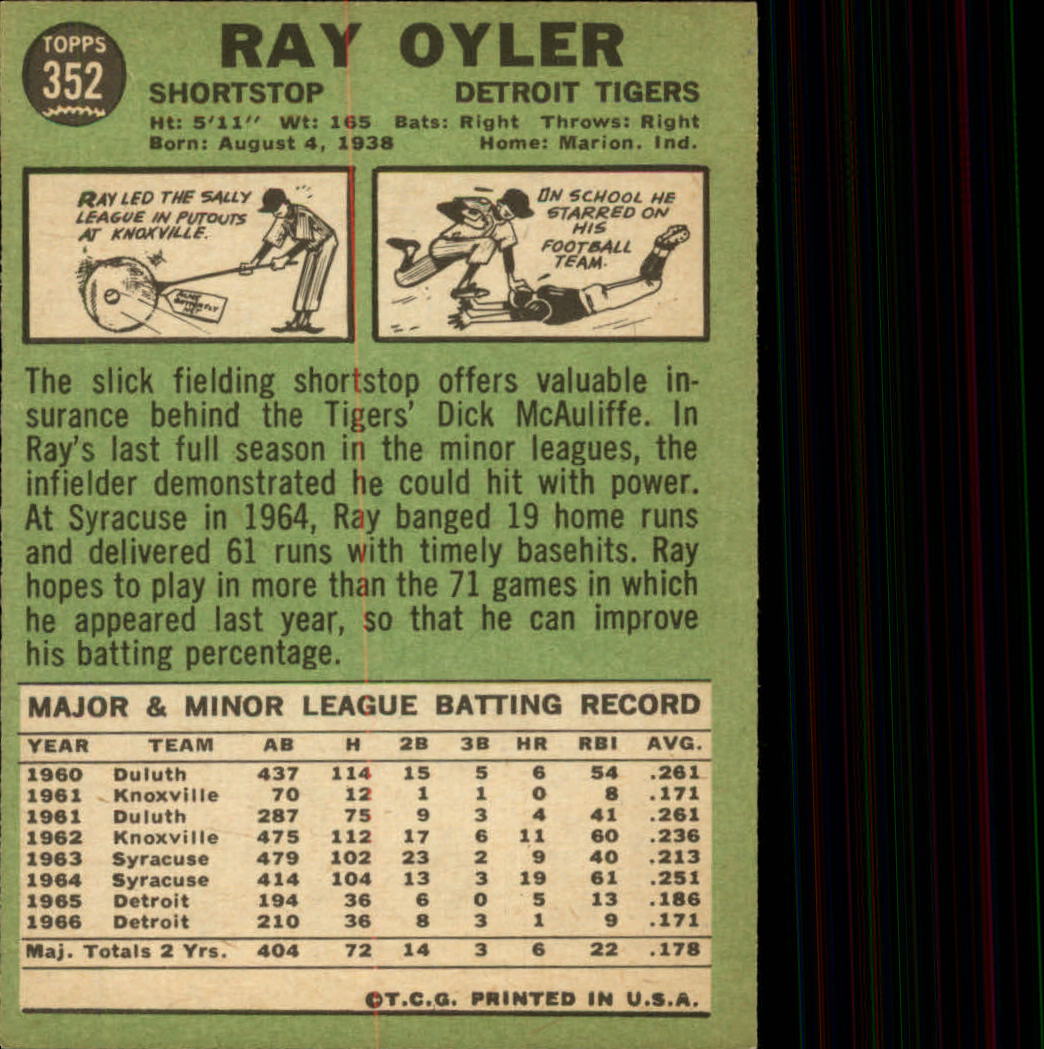 TOPPS
352
RAY OYLER
SHORTSTOP DETROIT TIGERS
Ht: 5'11" Wt: 165 Bats: Right Throws: Right
Born: August 4, 1938 Home: Marion. Ind.
RAY LED THE SALLY
LEAGUE IN PUTOUTS
AT KNOXVILLE.
IN SCHOOL HE
STARRED ON
HIS
FOOTBALL
TEAM.
The slick fielding shortstop offers valuable in-
surance behind the Tigers' Dick McAuliffe. In
Ray's last full season in the minor leagues, the
infielder demonstrated he could hit with power.
At Syracuse in 1964, Ray banged 19 home runs
and delivered 61 runs with timely basehits. Ray
hopes to play in more than the 71 games in which
he appeared last year, so that he can improve
his batting percentage.
MAJOR & MINOR LEAGUE BATTING RECORD
YEAR TEAM AB H 2B 3B HR RBI AVG.
1960 Duluth 437 114 15 5 6 54 .261
1961 Knoxville 70 12 1 1 0 8 .171
1961 Duluth 287 75 9 3 4 41 .261
1962 Knoxville 475 112 17 6 11 60 .236
1963 Syracuse 479 102 23 2 9 40 .213
1964 Syracuse 414 104 13 3 19 61 .251
1965 Detroit 194 36 6 0 5 13 .186
1966 Detroit 210 36 8 3 1 9 .171
Maj. Totals 2 Yrs. 404 72 14 3 6 22 .178
©T.C.G. PRINTED IN U.S.A.